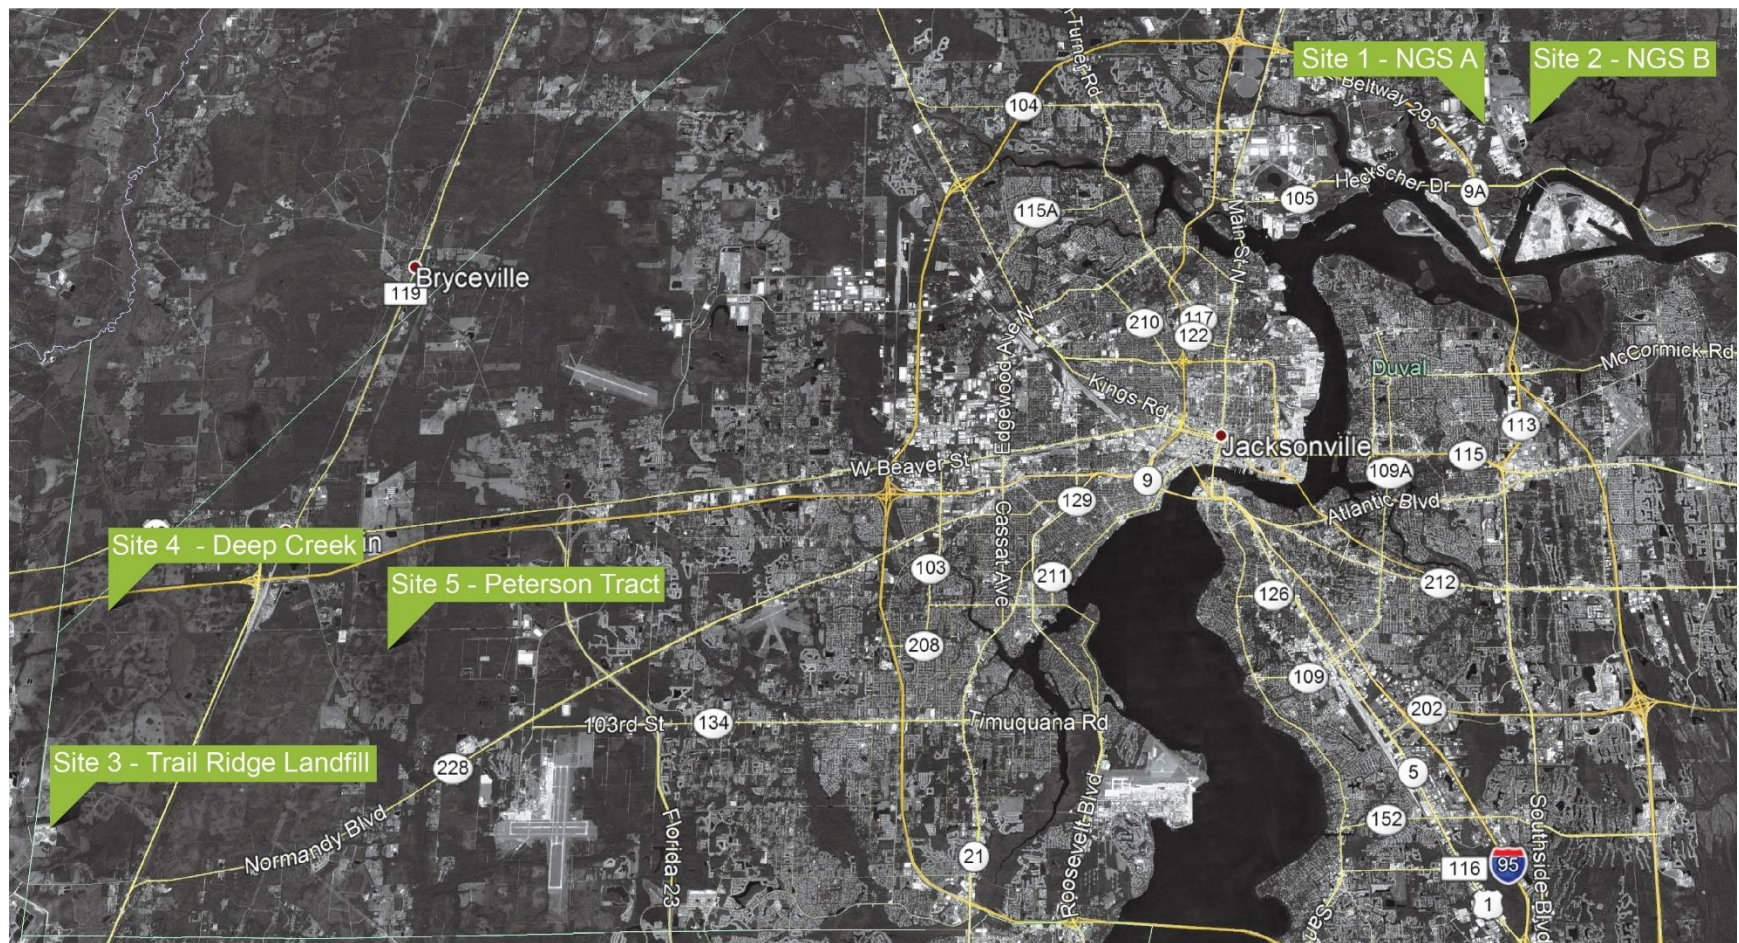 Turner Rd
Site 1 - NGS A
Site 2 - NGS B
Beltway 295
104
Heckscher Dr
9A
105
115A
Main St N
Bryceville
119
210
117
122
Edgewood Ave N
McCormick Rd
Duval
Kings Rd
113
Jacksonville
115
W Beaver St
109A
9
129
Atlantic Blvd
Site 4 - Deep Creek
in
Cassat Ave
103
211
Site 5 - Peterson Tract
212
126
208
109
202
103rd St
134
Timuquana Rd
Site 3 - Trail Ridge Landfill
228
5
Normandy Blvd
Florida 23
Roosevelt Blvd
152
Southside Blvd
21
116
95
1
San